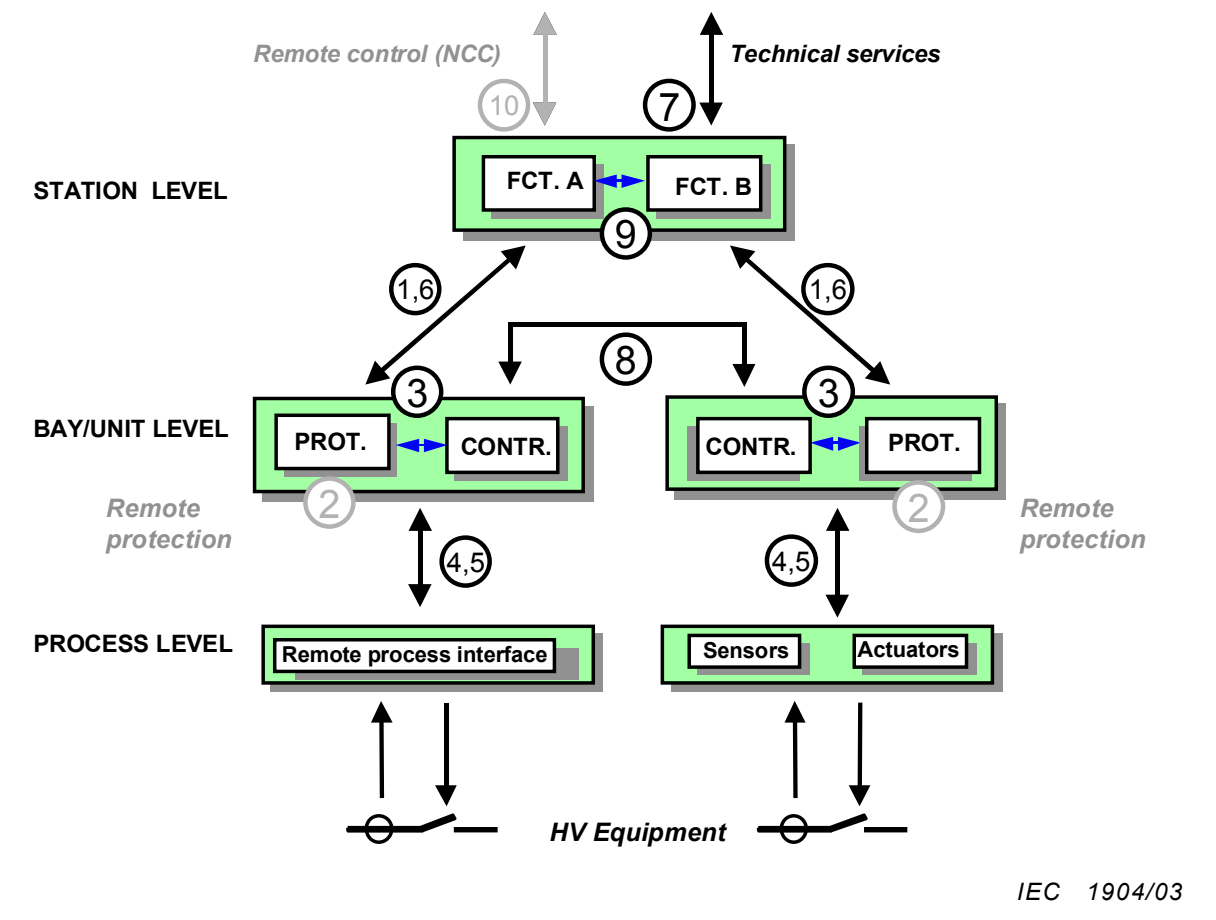 Remote control (NCC)
Technical services
10
7
STATION LEVEL
FCT. A
FCT. B
9
1,6
1,6
8
3
3
BAY/UNIT LEVEL
PROT.
CONTR.
CONTR.
PROT.
2
2
Remote
protection
Remote
protection
4,5
4,5
PROCESS LEVEL
Remote process interface
Sensors
Actuators
HV Equipment
IEC 1904/03